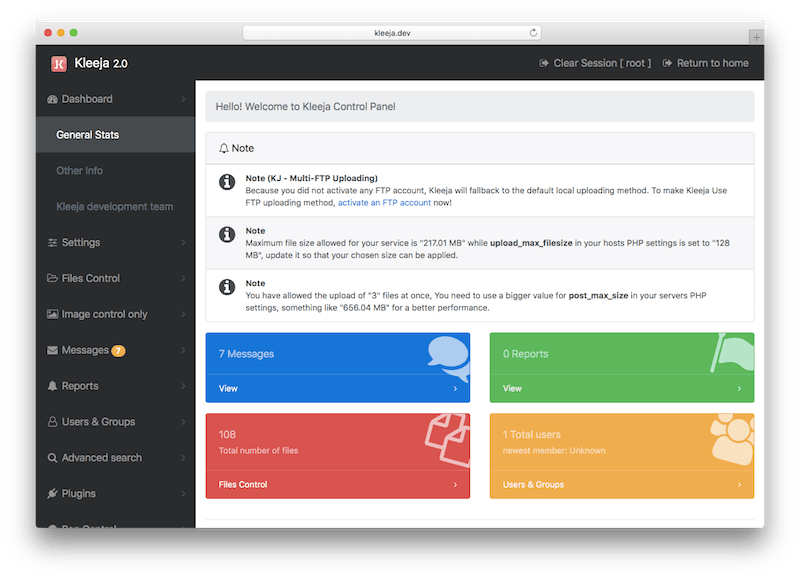 kleeja.dev
Kleeja 2.0
Clear Session [ root ]
Return to home
Dashboard
General Stats
Other Info
Kleeja development team
Settings
Files Control
Image control only
Messages 7
Reports
Users & Groups
Advanced search
Plugins
Hello! Welcome to Kleeja Control Panel
Note
Note (KJ - Multi-FTP Uploading)
Because you did not activate any FTP account, Kleeja will fallback to the default local uploading method. To make Kleeja Use
FTP uploading method, activate an FTP account now!
Note
Maximum file size allowed for your service is "217.01 MB" while upload_max_filesize in your hosts PHP settings is set to "128
MB", update it so that your chosen size can be applied.
Note
You have allowed the upload of "3" files at once, You need to use a bigger value for post_max_size in your servers PHP
settings, something like "656.04 MB" for a better performance.
7 Messages
View
0 Reports
View
108
Total number of files
Files Control
1 Total users
newest member: Unknown
Users & Groups